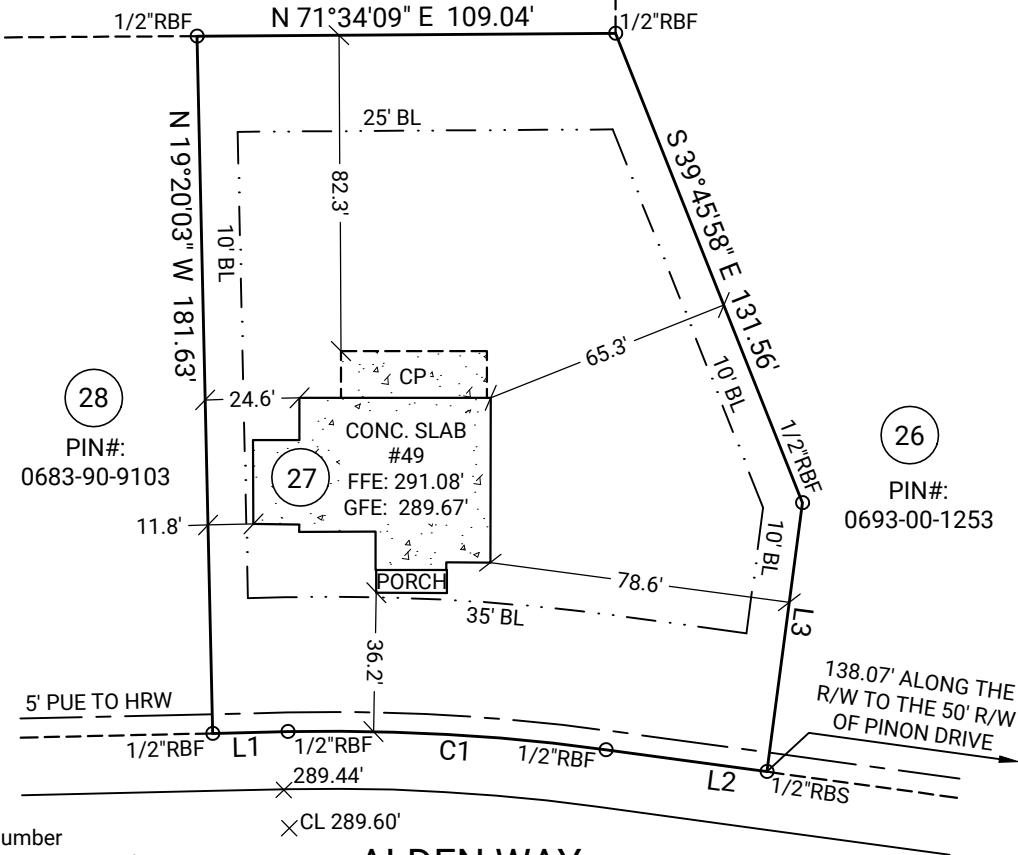 N 71°34'09" E 109.04'
1/2"RBF
1/2"RBF
25' BL
N 19°20'03" W 181.63'
S 39°45'58" E 131.56'
82.3'
10' BL
65.3'
10' BL
CP
24.6'
28
PIN#:
0683-90-9103
CONC. SLAB
#49
FFE: 291.08'
GFE: 289.67'
27
1/2"RBF
26
PIN#:
0693-00-1253
11.8'
10' BL
PORCH
78.6'
35' BL
L3
36.2'
138.07' ALONG THE
R/W TO THE 50' R/W
OF PINON DRIVE
5' PUE TO HRW
1/2"RBF
L1
1/2"RBF
C1
1/2"RBF
L2
1/2"RBS
289.44'
CL 289.60'
umber
ALDEN WAY